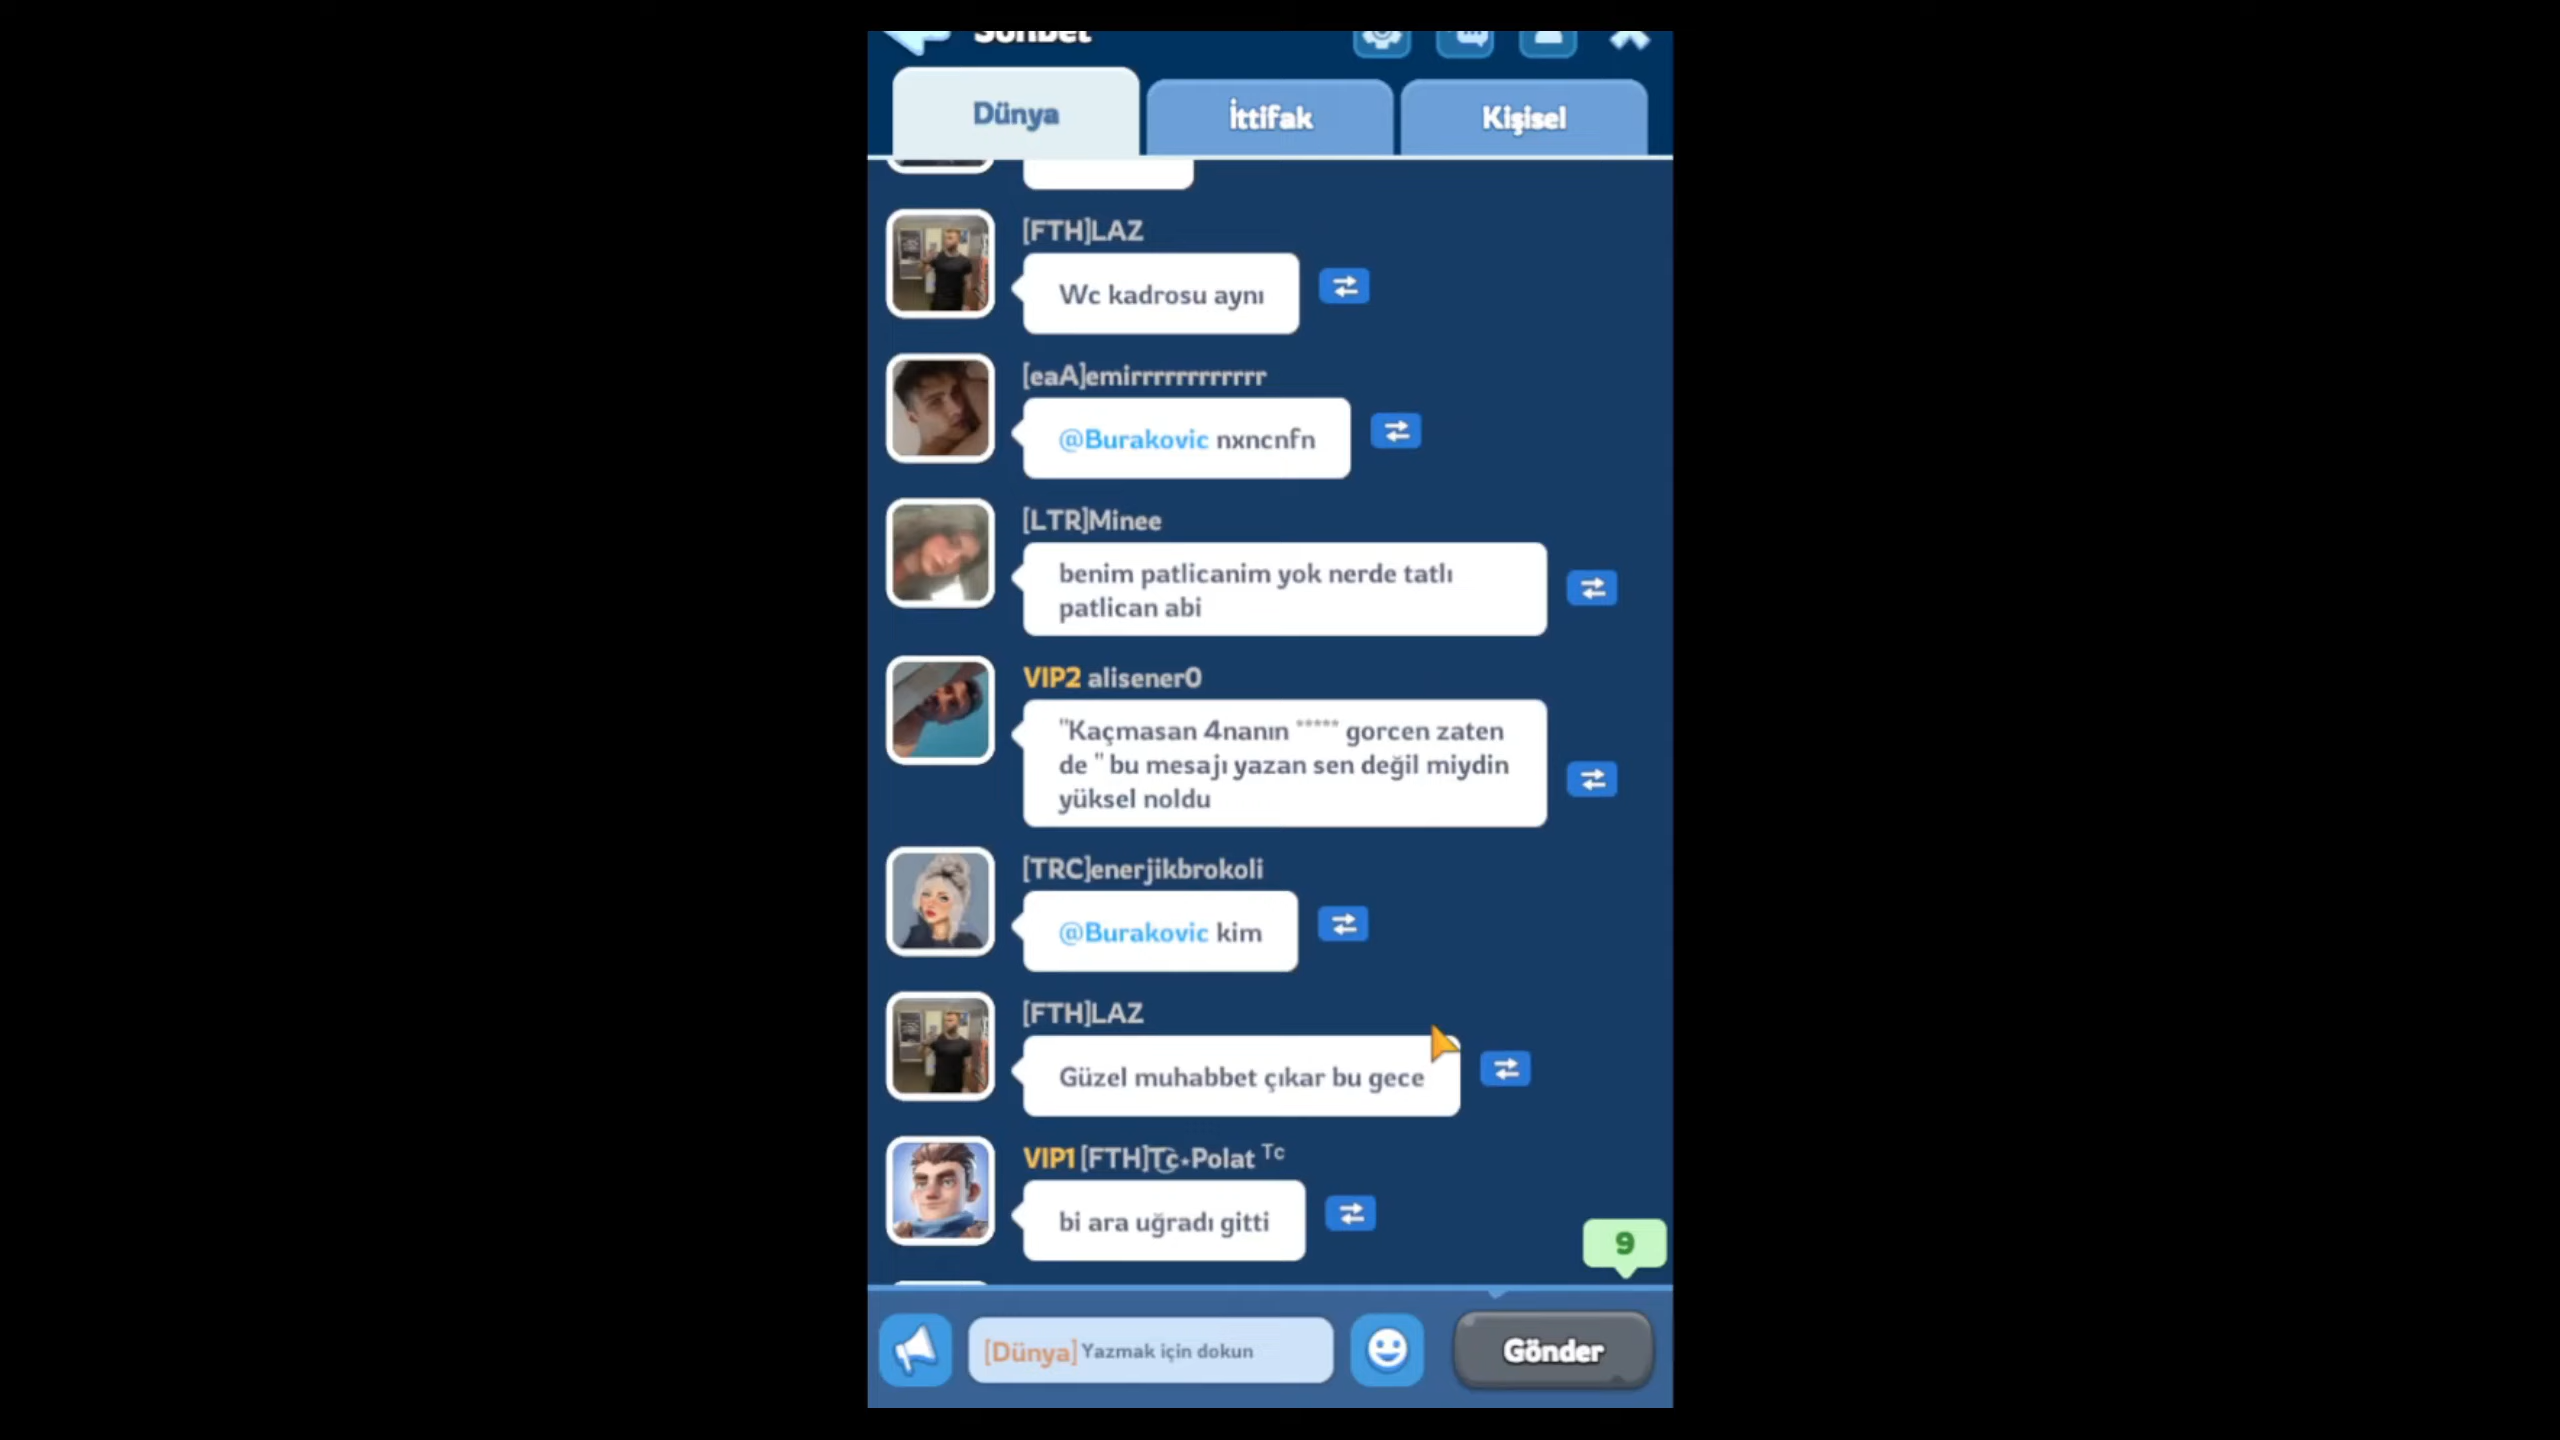 Sohbet
Dünya
İttifak
Kişisel
[FTH]LAZ
Wc kadrosu aynı
[eaA]emirrrrrrrrrrrr
@Burakovic nxncnfn
[LTR]Minee
benim patlicanim yok nerde tatlı
patlican abi
VIP2 alisener0
"Kaçmasan 4nanın ***** gorcen zaten
de " bu mesajı yazan sen değil miydin
yüksel noldu
[TRC]enerjikbrokoli
@Burakovic kim
[FTH]LAZ
Güzel muhabbet çıkar bu gece
VIP1 [FTH]Tc⋆Polat ᵀᶜ
bi ara uğradı gitti
9
[Dünya] Yazmak için dokun
Gönder